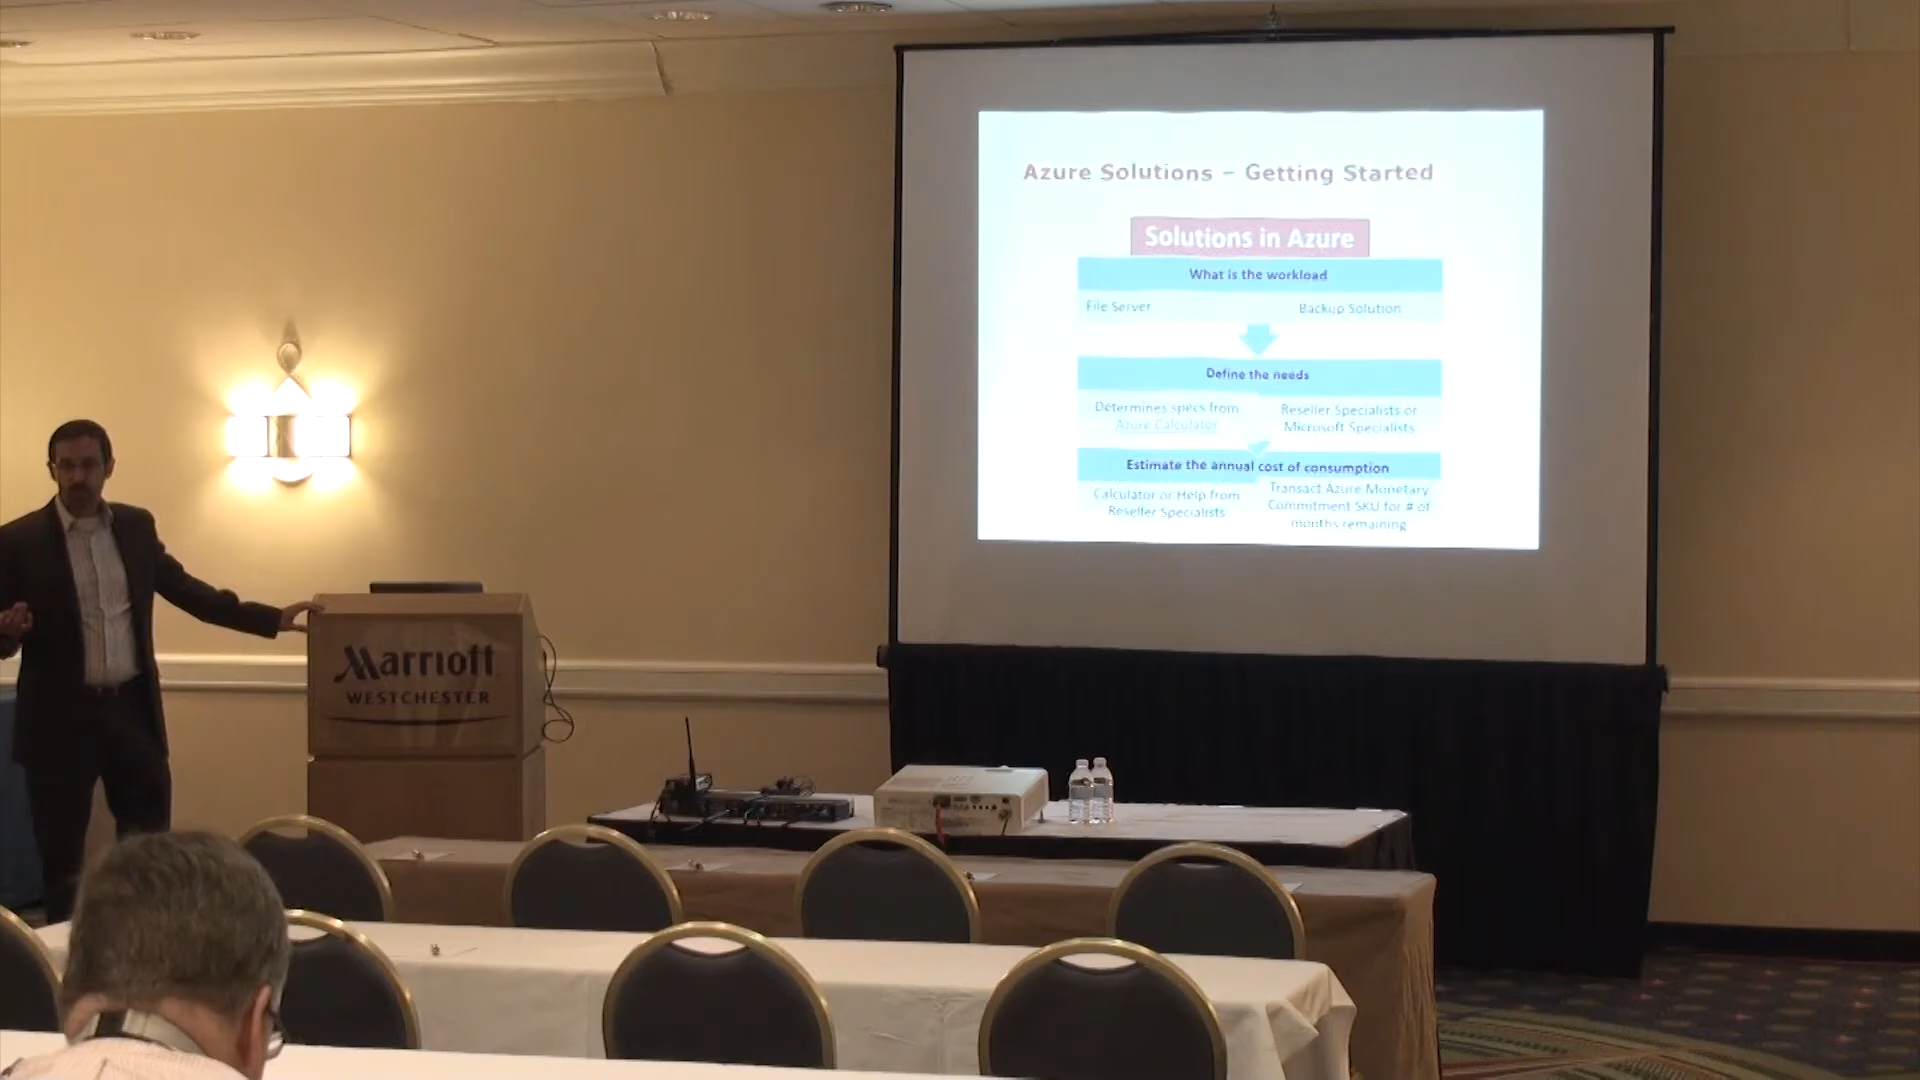 Azure Solutions – Getting Started
Solutions in Azure
What is the workload
File Server
Backup Solution
Define the needs
Determines specs from
Azure Calculator
Reseller Specialists or
Microsoft Specialists
Estimate the annual cost of consumption
Calculator or Help from
Reseller Specialists
Transact Azure Monetary
Commitment SKU for # of
months remaining
Marriott
WESTCHESTER